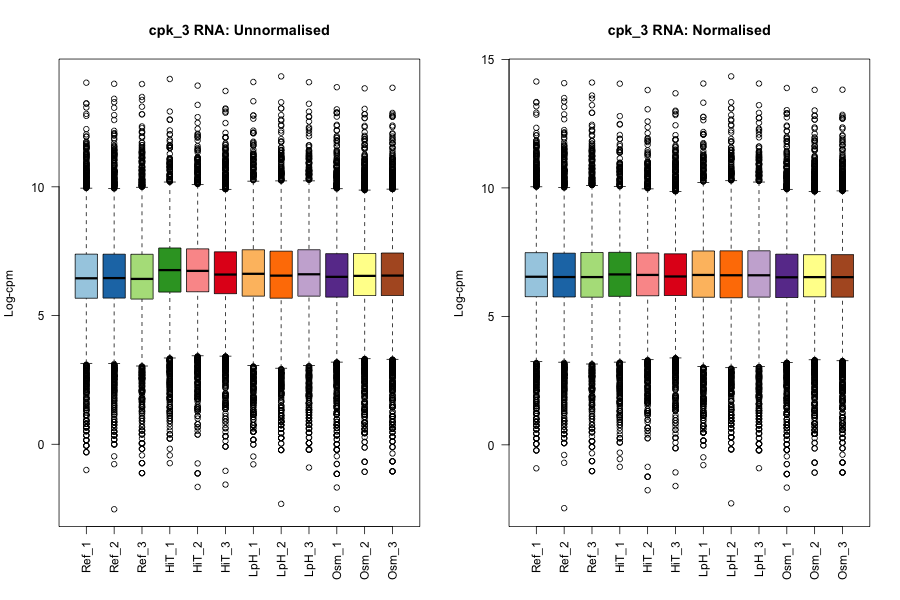 cpk_3 RNA: Unnormalised
Log-cpm
10
5
0
Ref_1
Ref_2
Ref_3
HiT_1
HiT_2
HiT_3
LpH_1
LpH_2
LpH_3
Osm_1
Osm_2
Osm_3
cpk_3 RNA: Normalised
Log-cpm
15
10
5
0
Ref_1
Ref_2
Ref_3
HiT_1
HiT_2
HiT_3
LpH_1
LpH_2
LpH_3
Osm_1
Osm_2
Osm_3